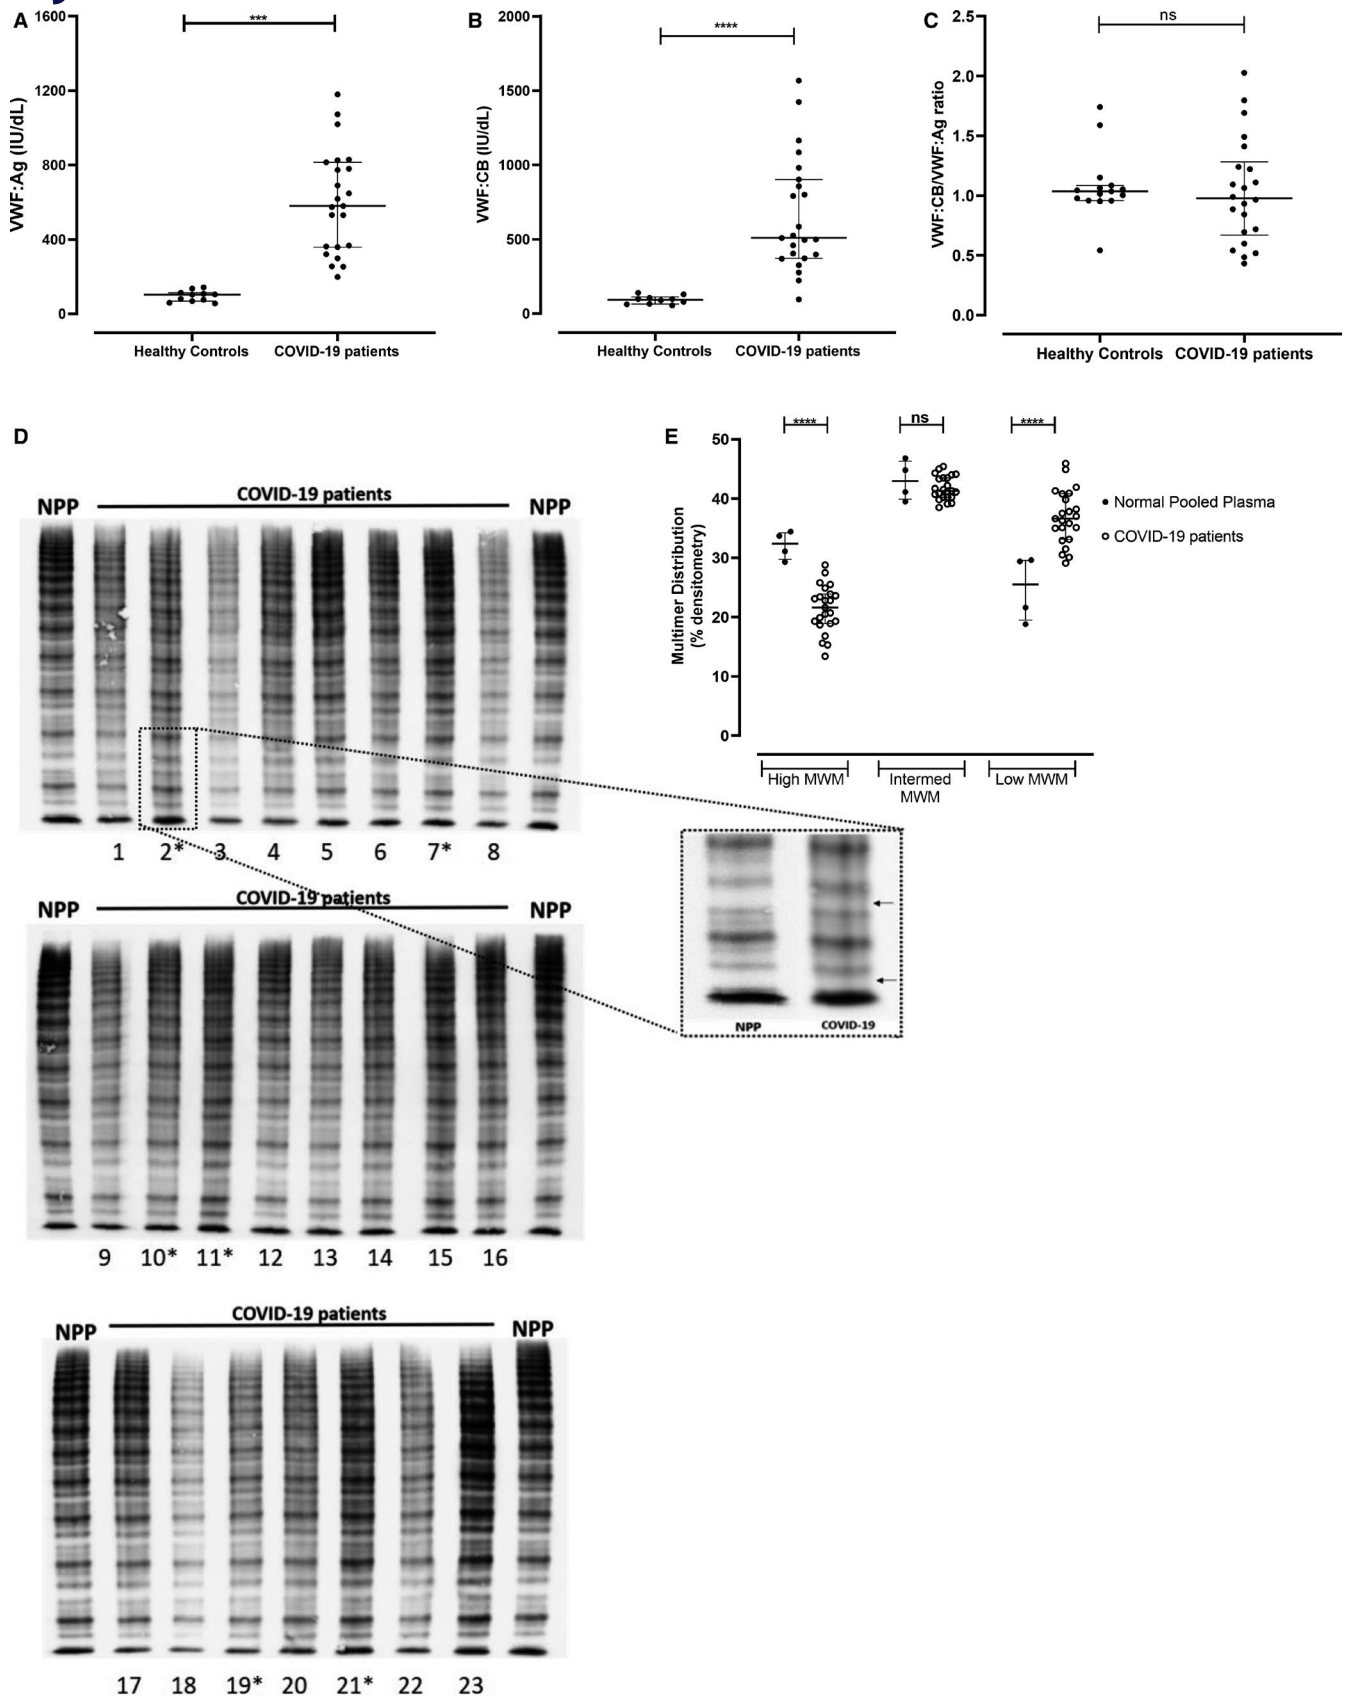 A
VWF:Ag (IU/dL)
1600
1200
800
400
0
***
Healthy Controls
COVID-19 patients
B
VWF:CB (IU/dL)
2000
1500
1000
500
0
****
Healthy Controls
COVID-19 patients
C
VWF:CB/VWF:Ag ratio
2.5
2.0
1.5
1.0
0.5
0.0
ns
Healthy Controls
COVID-19 patients
D
COVID-19 patients
NPP
NPP
1 2* 3 4 5 6 7* 8
COVID-19 patients
NPP
NPP
9 10* 11* 12 13 14 15 16
COVID-19 patients
NPP
NPP
17 18 19* 20 21* 22 23
E
Multimer Distribution
(% densitometry)
50
40
30
20
10
0
****
ns
****
High MWM
Intermed
MWM
Low MWM
Normal Pooled Plasma
COVID-19 patients
NPP
COVID-19